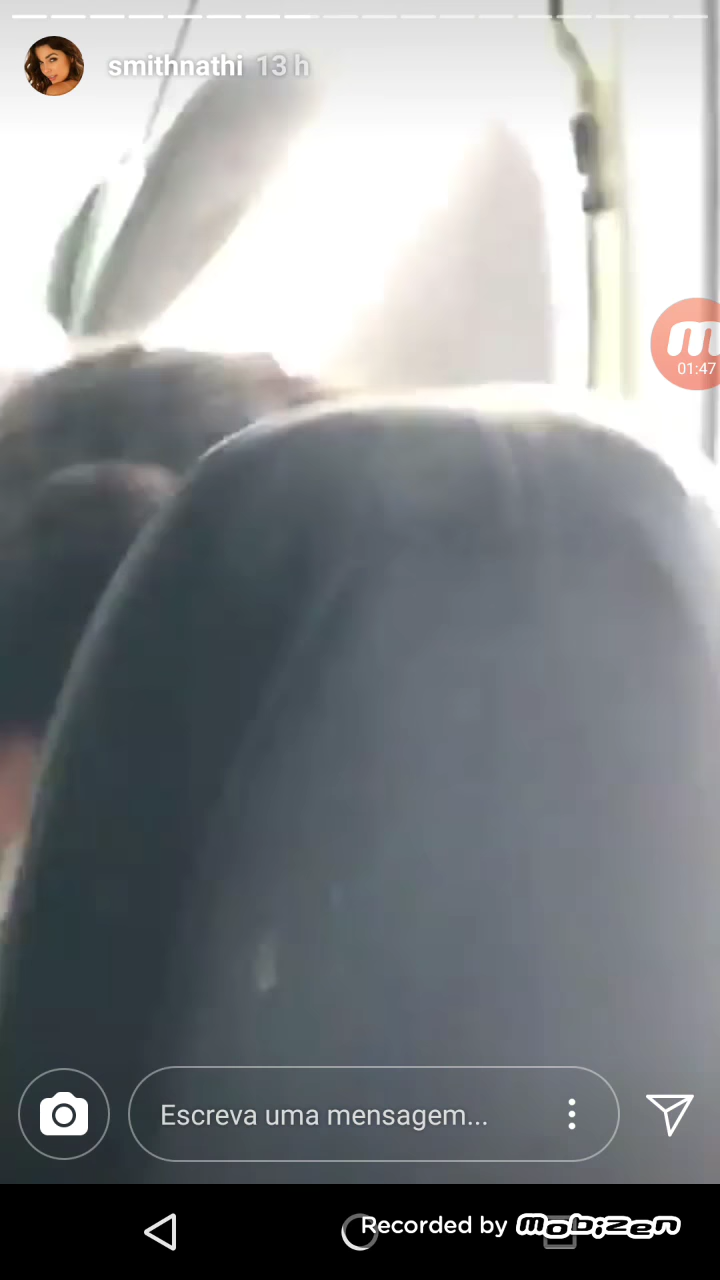 smithnathi 13 h
m
01:47
Escreva uma mensagem...
Recorded by mobizen